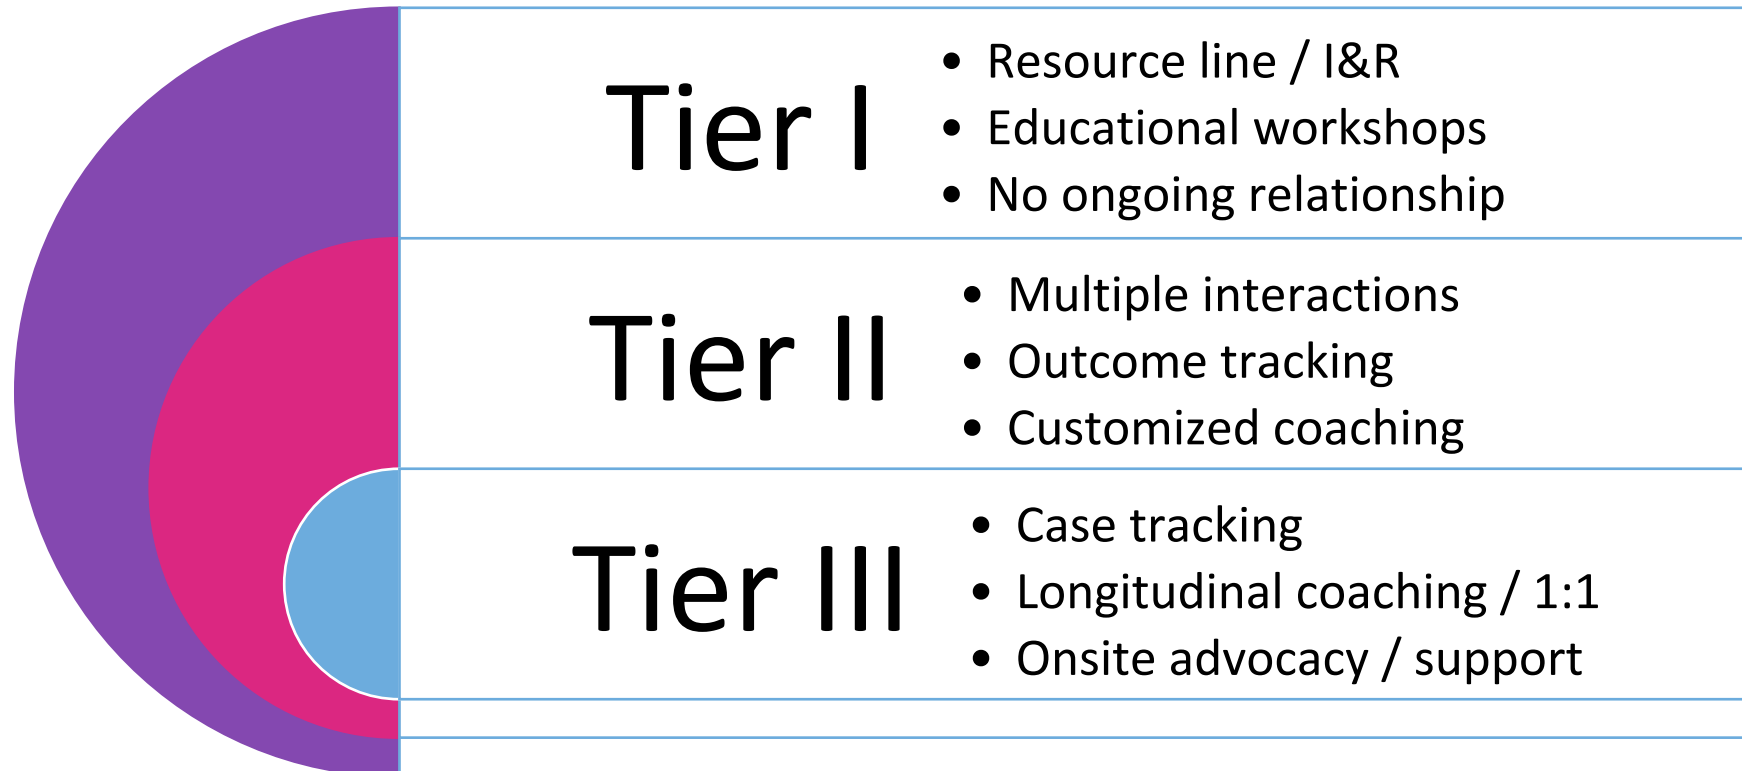 Tier I
• Resource line / I&R
• Educational workshops
• No ongoing relationship
Tier II
• Multiple interactions
• Outcome tracking
• Customized coaching
Tier III
• Case tracking
• Longitudinal coaching / 1:1
• Onsite advocacy / support